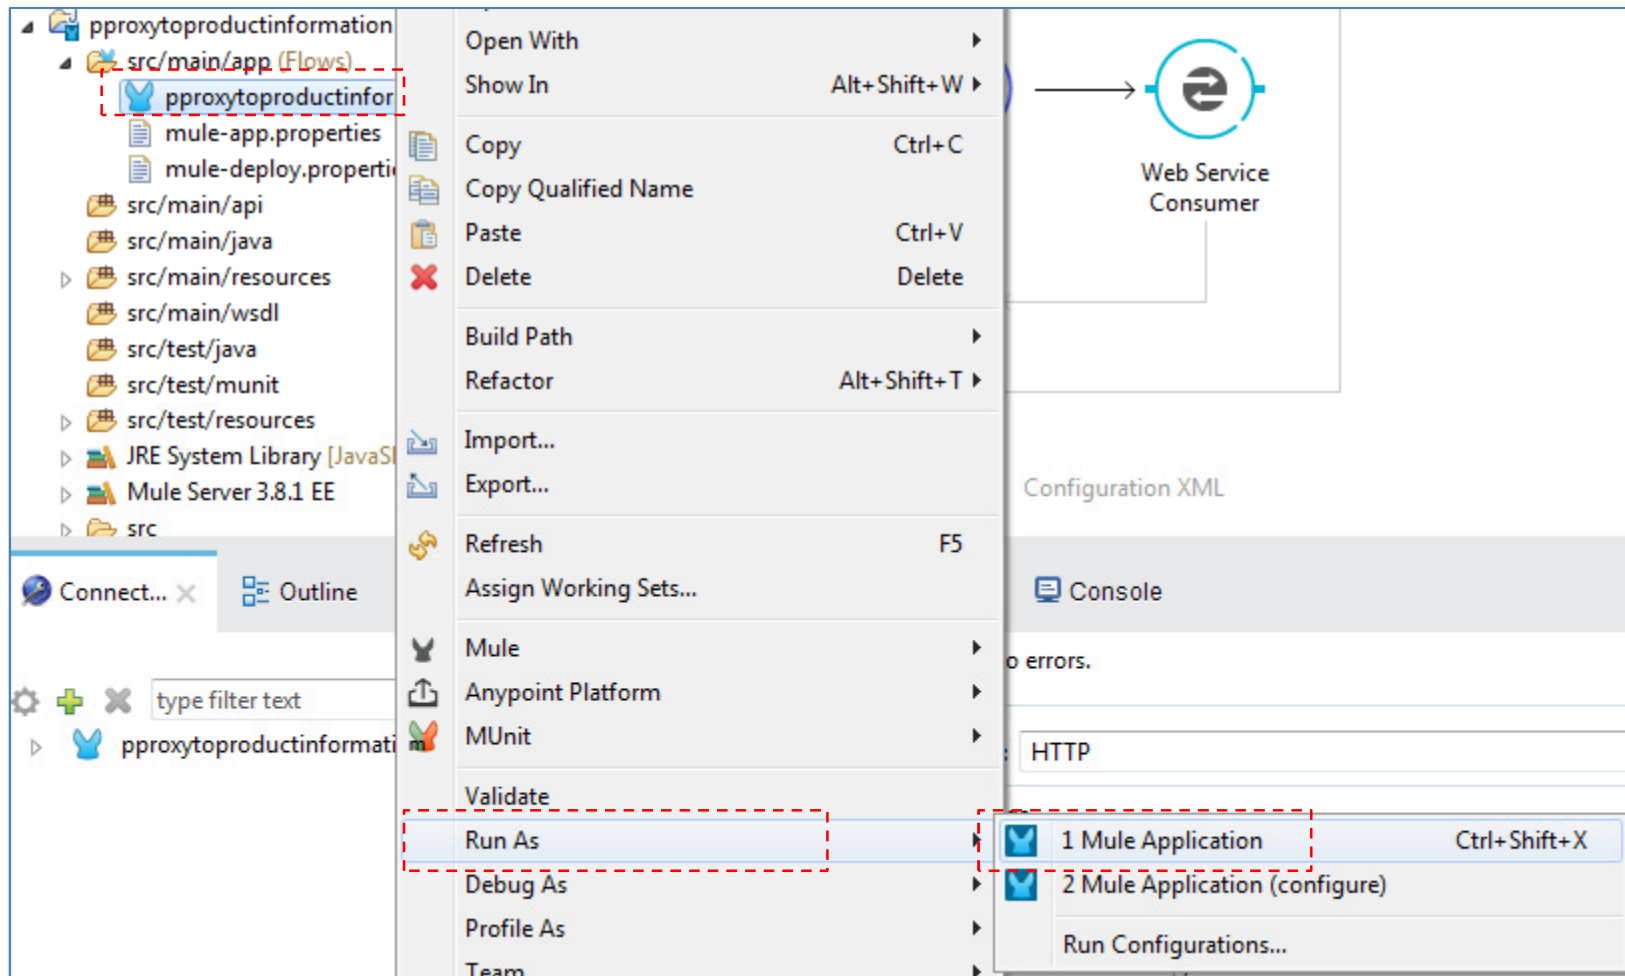 pproxytoproductinformation
src/main/app (Flows)
pproxytoproductinfor
mule-app.properties
mule-deploy.properti
src/main/api
src/main/java
src/main/resources
src/main/wsdl
src/test/java
src/test/munit
src/test/resources
JRE System Library [JavaS
Mule Server 3.8.1 EE
src
Connect...
Outline
type filter text
pproxytoproductinformati
Open With
Show In Alt+Shift+W
Copy Ctrl+C
Copy Qualified Name
Paste Ctrl+V
Delete Delete
Build Path
Refactor Alt+Shift+T
Import...
Export...
Refresh F5
Assign Working Sets...
Mule
Anypoint Platform
MUnit
Validate
Run As
Debug As
Profile As
Team
1 Mule Application Ctrl+Shift+X
2 Mule Application (configure)
Run Configurations...
Web Service
Consumer
Configuration XML
Console
o errors.
HTTP